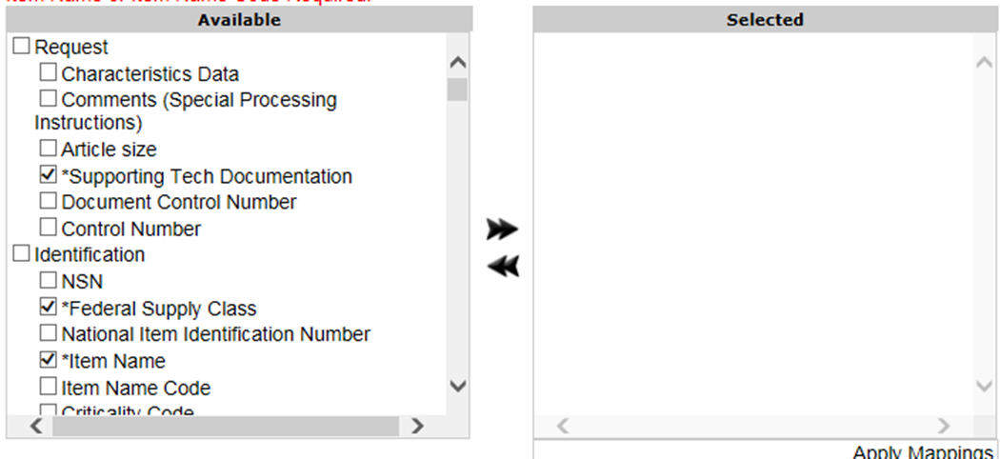 Item Name or Item Name Code Required.
Available
Selected
Request
Characteristics Data
Comments (Special Processing
Instructions)
Article size
*Supporting Tech Documentation
Document Control Number
Control Number
Identification
NSN
*Federal Supply Class
National Item Identification Number
*Item Name
Item Name Code
Criticality Code
Apply Mappings